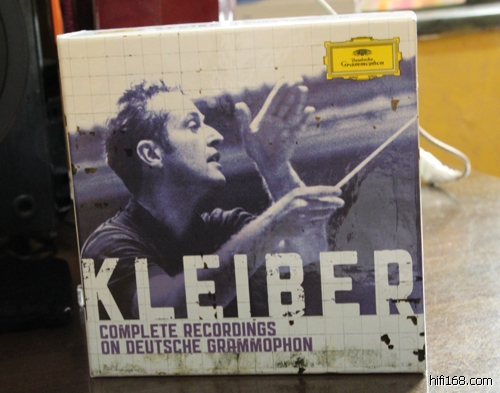 Deutsche
Grammophon
KLEIBER
COMPLETE RECORDINGS
ON DEUTSCHE GRAMMOPHON
hifi168.com